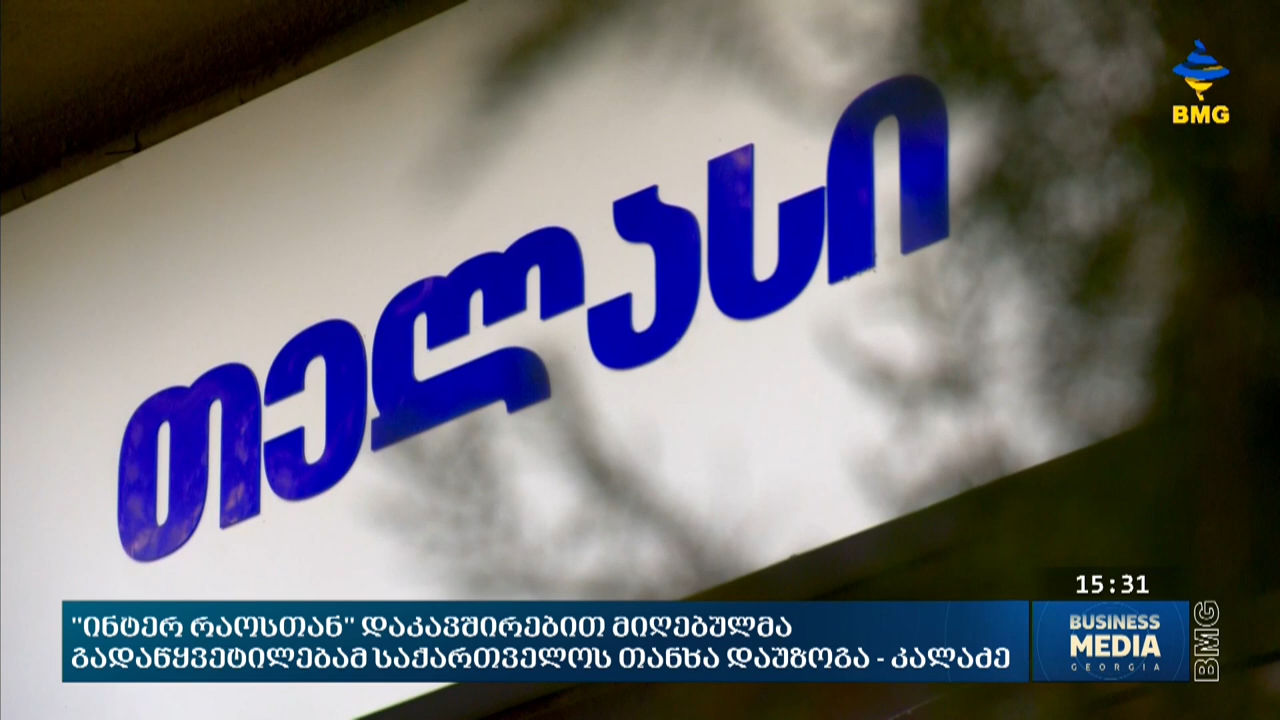 BMG
თელასი
15:31
"ინტერ რაოსთან" დაკავშირებით მიღებულმა
გადაწყვეტილებამ საქართველოს თანხა დაუზოგა - კალაძე
BUSINESS
MEDIA
GEORGIA
BMG